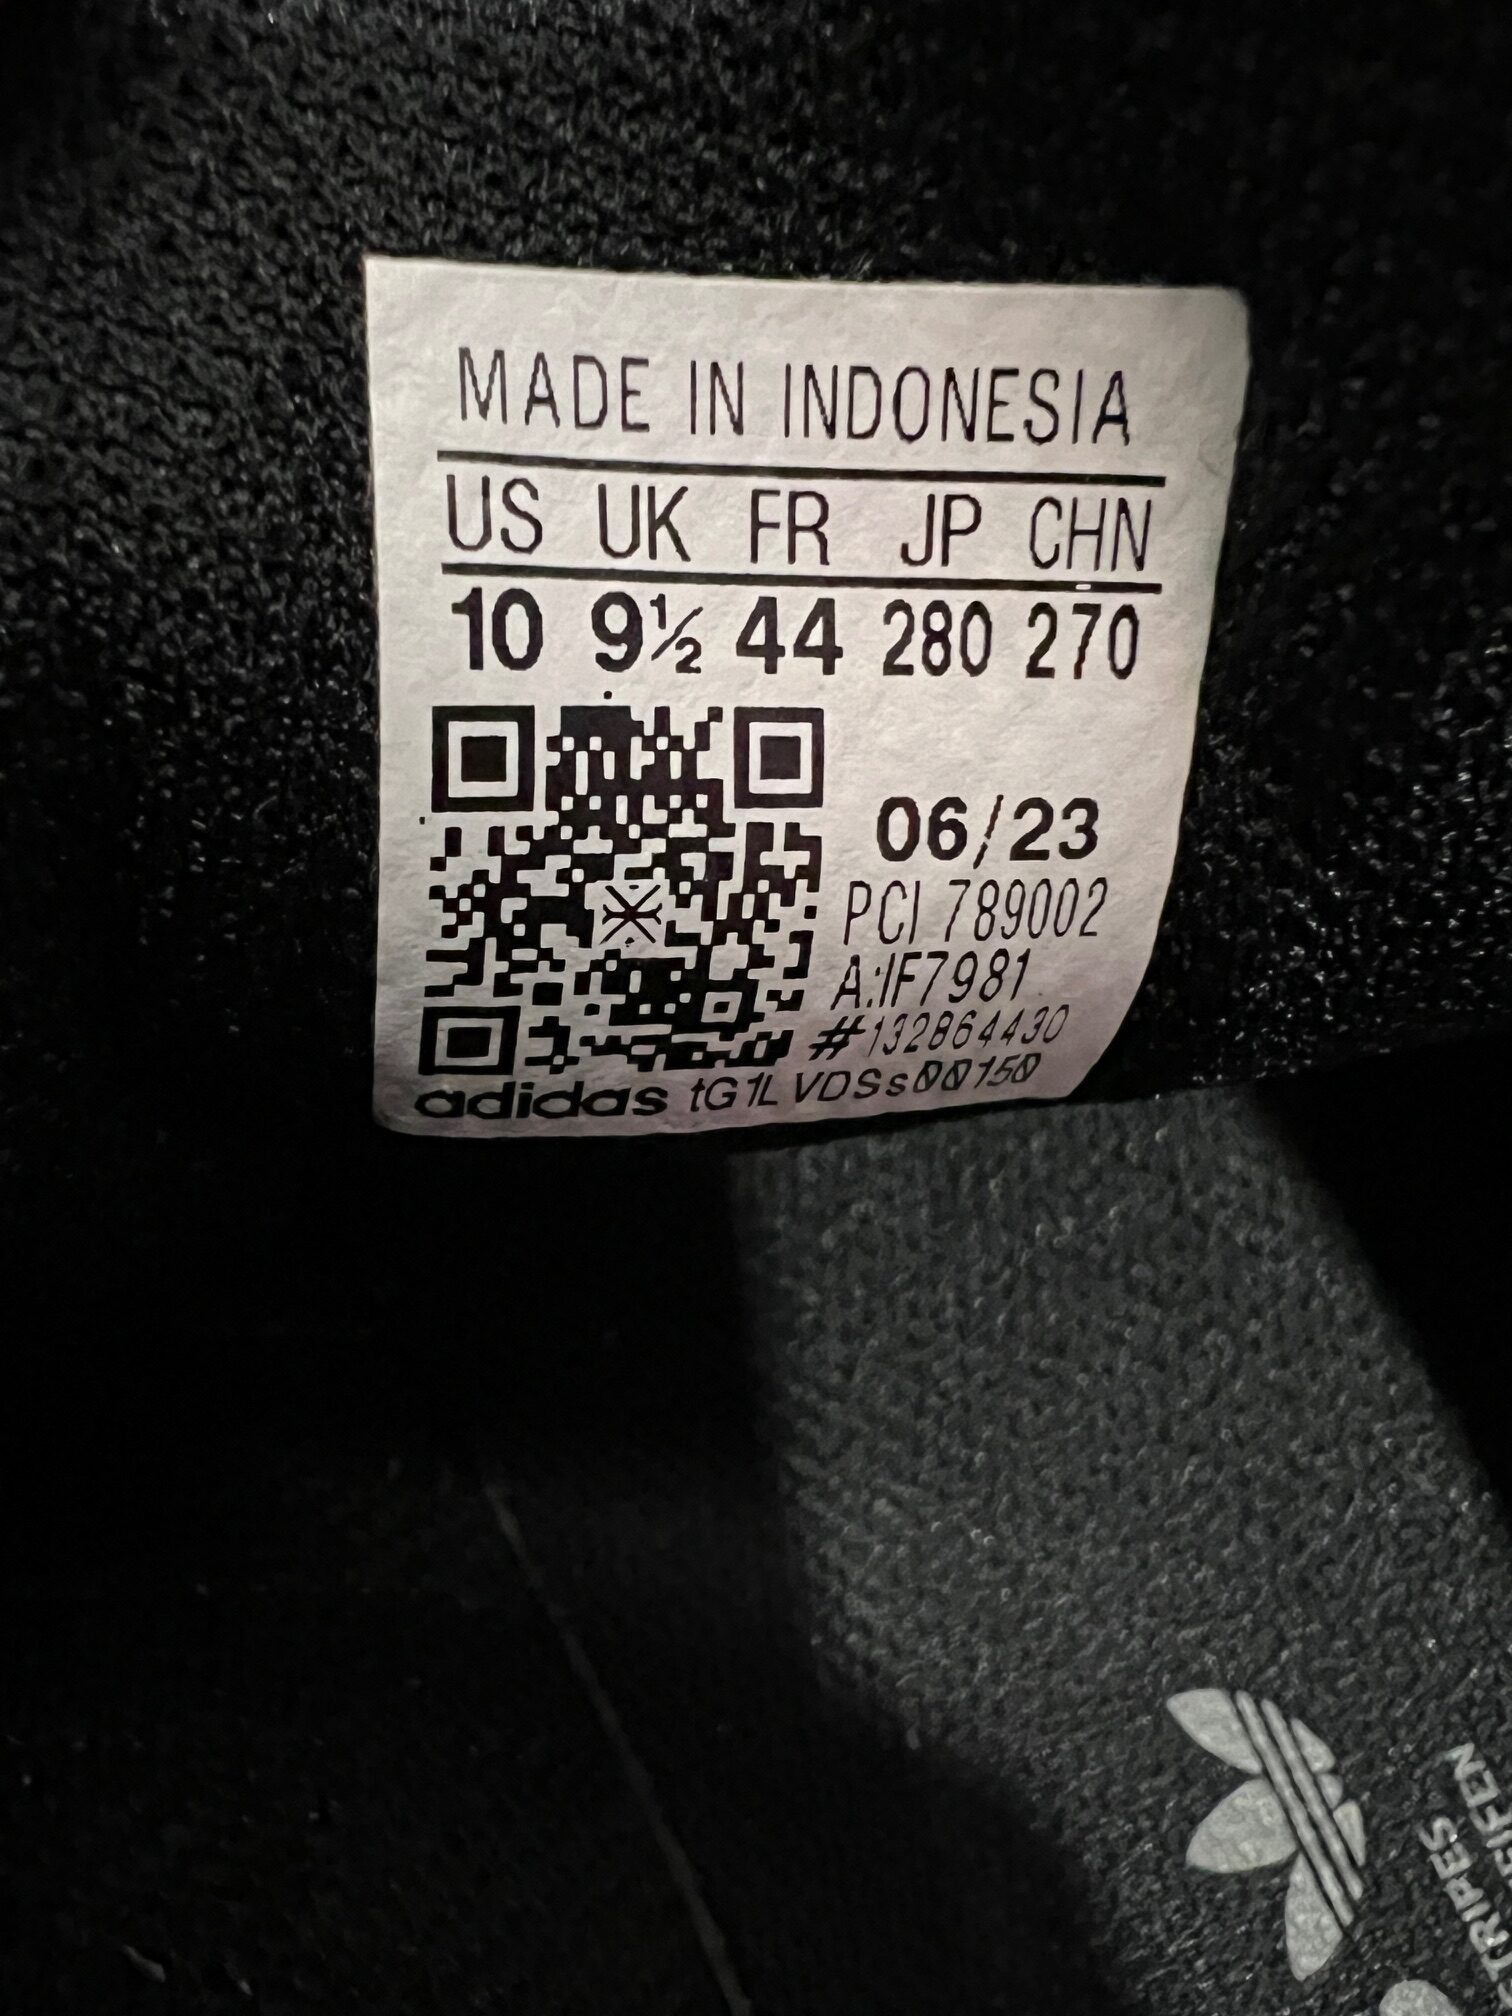 MADE IN INDONESIA
US UK FR JP CHN
10 9½ 44 280 270
06/23
PCI 789002
A:IF7981
#132864430
adidas tG1L VDSs00150